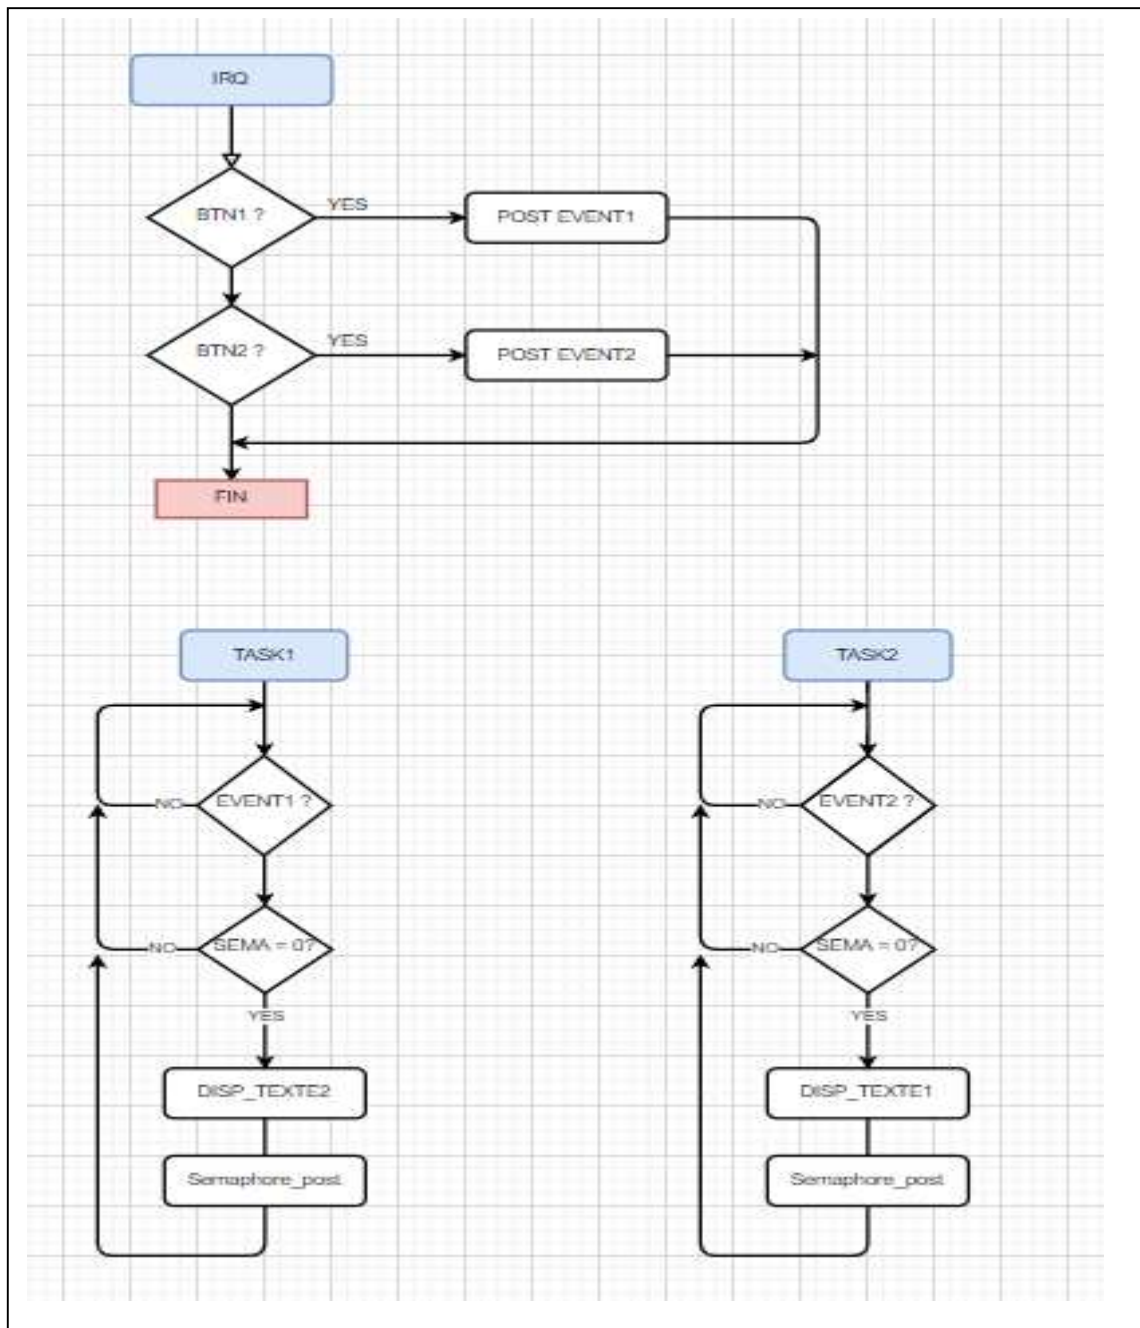 IRQ
BTN1 ?
YES
POST EVENT1
BTN2 ?
YES
POST EVENT2
FIN
TASK1
EVENT1 ?
NO
SEMA = 0?
NO
YES
DISP_TEXTE2
Semaphore_post
TASK2
EVENT2 ?
NO
SEMA = 0?
NO
YES
DISP_TEXTE1
Semaphore_post